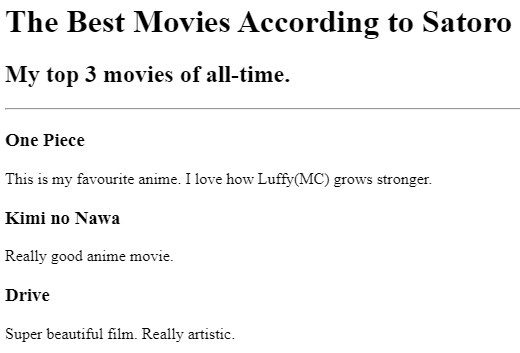 The Best Movies According to Satoro
My top 3 movies of all-time.
One Piece
This is my favourite anime. I love how Luffy(MC) grows stronger.
Kimi no Nawa
Really good anime movie.
Drive
Super beautiful film. Really artistic.